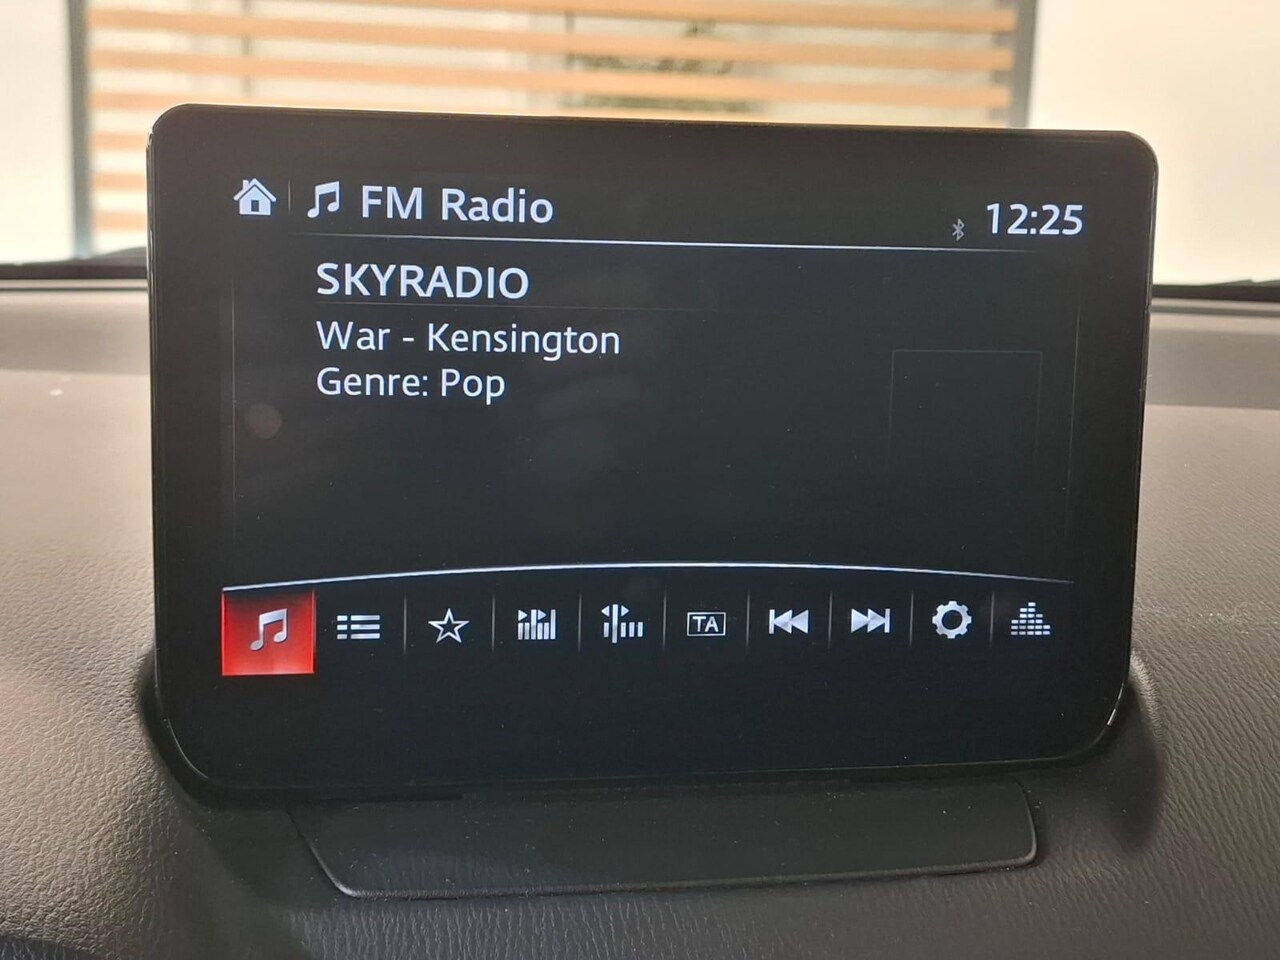 FM Radio
12:25
SKYRADIO
War - Kensington
Genre: Pop
TA